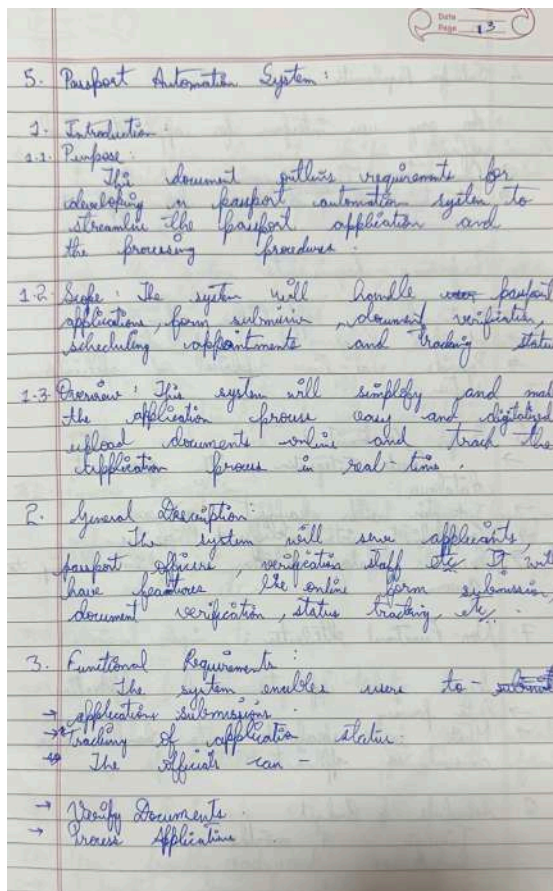 Date
Page 13
5. Passport Automation System:
1. Introduction:
1.1. Purpose:
This document outlines requirements for
developing a passport automation system to
streamline the passport application and
the processing procedures.
1.2 Scope: The system will handle passport
applications, form submission, document verification,
scheduling appointments and tracking status
1.3 Overview: This system will simplify and mak
the application process easy and digitalized
upload documents online and track the
application process in real-time.
2. General Description:
The system will serve applicants,
passport officers, verification staff etc. It will
have features like online form submission,
document verification, status tracking, etc.
3. Functional Requirements:
The system enables users to - submit
→ application submissions.
→ Tracking of application status.
→ The officials can -
→ Verify Documents.
→ Process Applications.